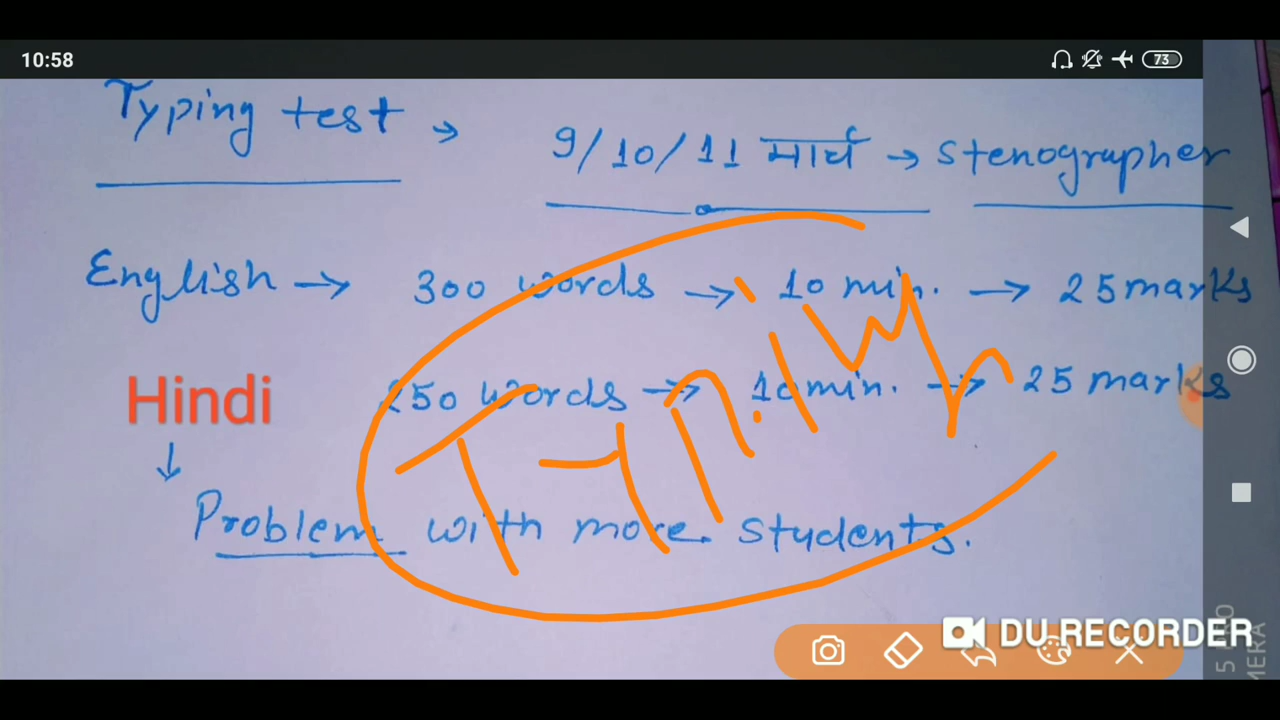 10:58
73
Typing test →
9/10/11 मार्च → Stenographer
English → 300 words → 10 min. → 25 marks
Hindi 250 words → 10 min. → 25 marks
↓
Problem with more students.
DU RECORDER